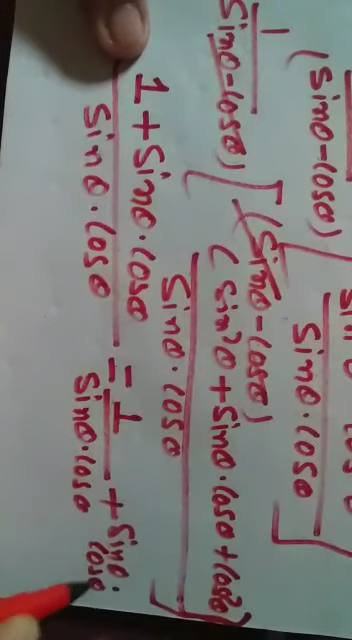 1
(sinθ-cosθ) [ sinθ·cosθ ]
1
sinθ-cosθ) [ (sinθ-cosθ) (sin²θ+sinθ·cosθ+cos²θ)
sinθ·cosθ ]
1+sinθ·cosθ
sinθ·cosθ
= 1 + sinθ·
sinθ·cosθ cosθ